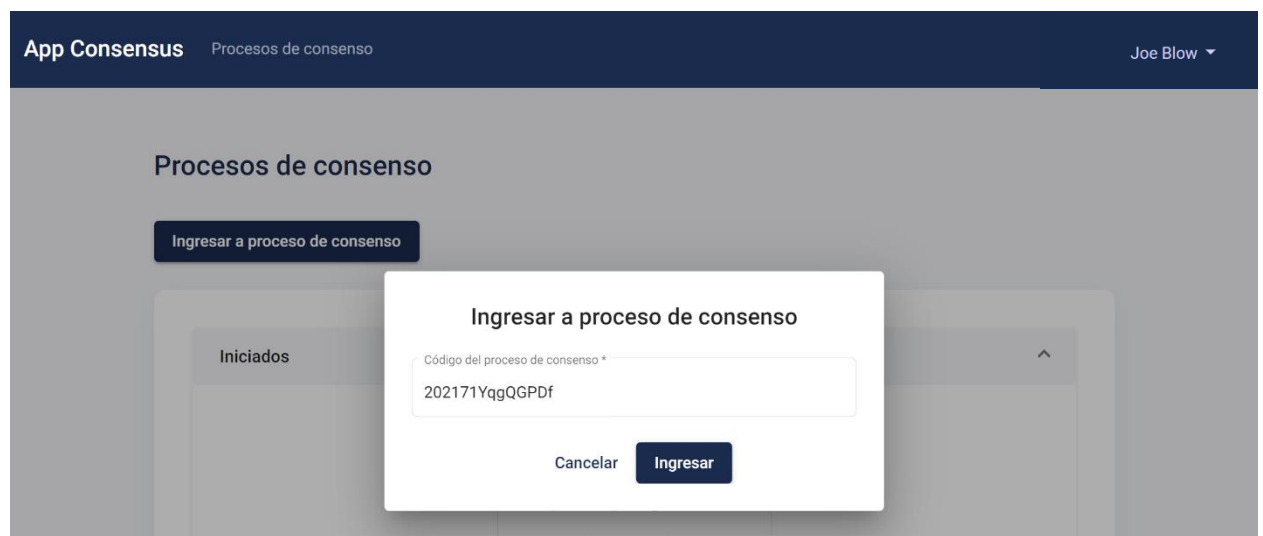 App Consensus Procesos de consenso Joe Blow
Procesos de consenso
Ingresar a proceso de consenso
Ingresar a proceso de consenso
Iniciados
Código del proceso de consenso *
202171YqgQGPDf
Cancelar Ingresar